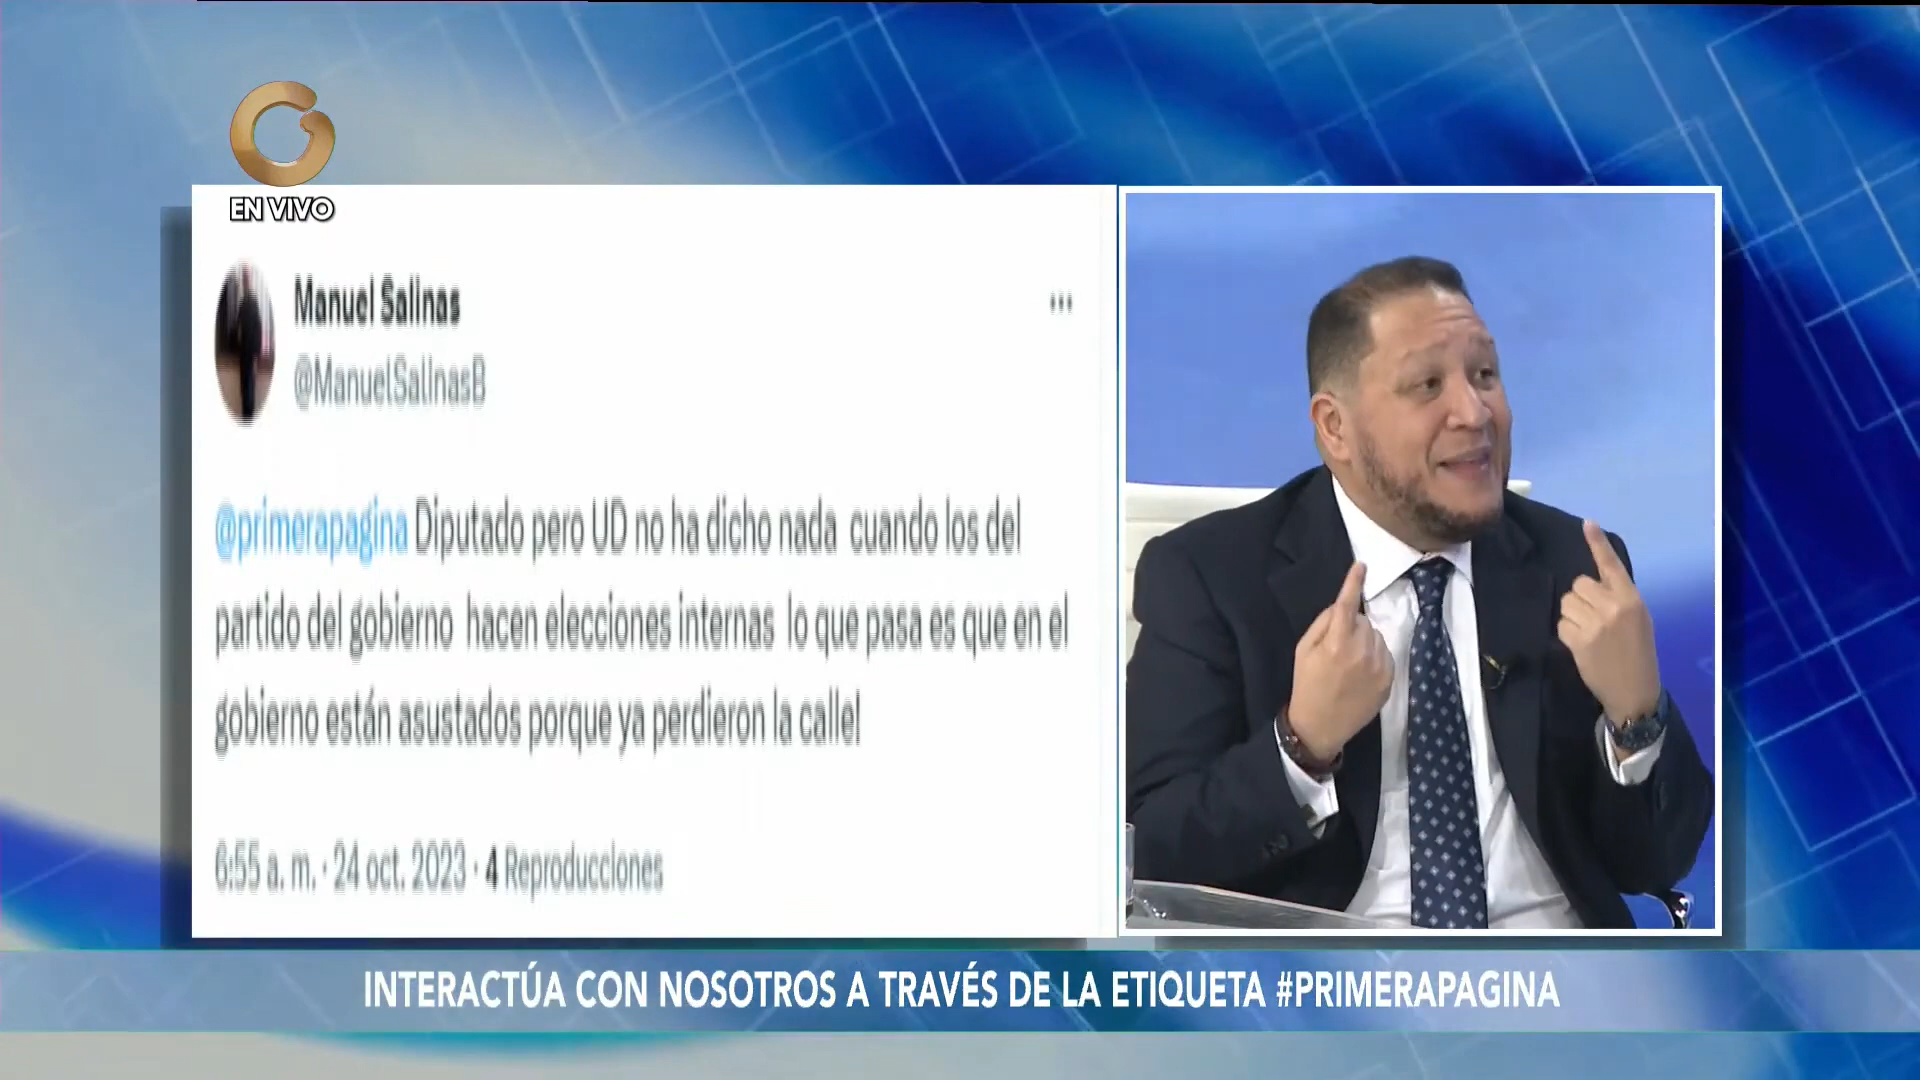 EN VIVO
Manuel Salinas
@ManuelSalinasB
@primerapagina Diputado pero UD no ha dicho nada cuando los del
partido del gobierno hacen elecciones internas lo que pasa es que en el
gobierno están asustados porque ya perdieron la calle!
6:55 a. m. · 24 oct. 2023 · 4 Reproducciones
INTERACTÚA CON NOSOTROS A TRAVÉS DE LA ETIQUETA #PRIMERAPAGINA